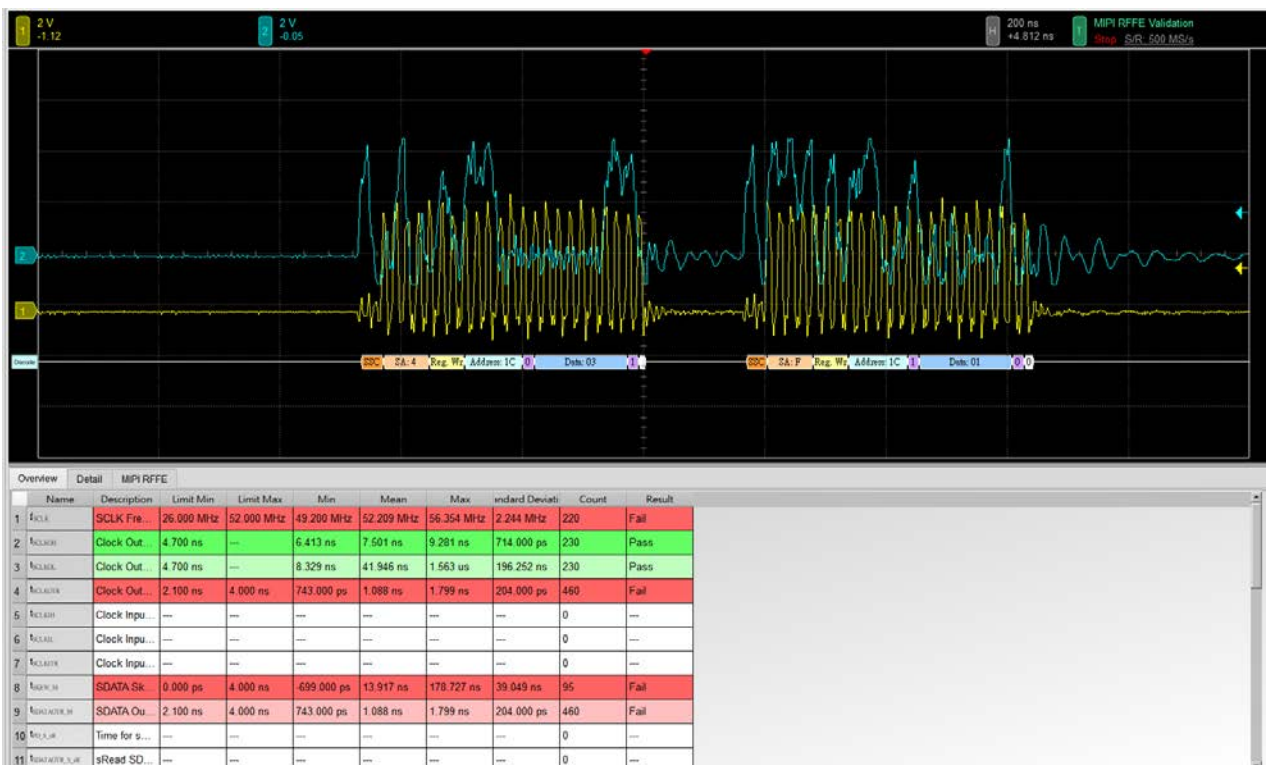 1 2 V -1.12
2 2 V -0.05
H 200 ns +4.812 ns
T MIPI RFFE Validation
Stop S/R: 500 MS/s
2
1
Decode SSC SA: 4 Reg. Wr Address: 1C 0 Data: 03 1 SSC SA: F Reg. Wr Address: 1C 1 Data: 01 0 0
Overview Detail MIPI RFFE
Name Description Limit Min Limit Max Min Mean Max andard Deviati Count Result
1 fSCLK SCLK Fre... 26.000 MHz 52.000 MHz 49.200 MHz 52.209 MHz 56.354 MHz 2.244 MHz 220 Fail
2 tSCLKOH Clock Out... 4.700 ns --- 6.413 ns 7.501 ns 9.281 ns 714.000 ps 230 Pass
3 tSCLKOL Clock Out... 4.700 ns --- 8.329 ns 41.946 ns 1.563 us 196.252 ns 230 Pass
4 Clock Out... 2.100 ns 4.000 ns 743.000 ps 1.088 ns 1.799 ns 204.000 ps 460 Fail
5 Clock Inpu... --- --- --- --- --- --- 0 ---
6 Clock Inpu... --- --- --- --- --- --- 0 ---
7 Clock Inpu... --- --- --- --- --- --- 0 ---
8 SDATA Sk... 0.000 ps 4.000 ns -699.000 ps 13.917 ns 178.727 ns 39.049 ns 95 Fail
9 SDATA Ou... 2.100 ns 4.000 ns 743.000 ps 1.088 ns 1.799 ns 204.000 ps 460 Fail
10 Time for s... --- --- --- --- --- --- 0 ---
11 sRead SD... --- --- --- --- --- --- 0 ---